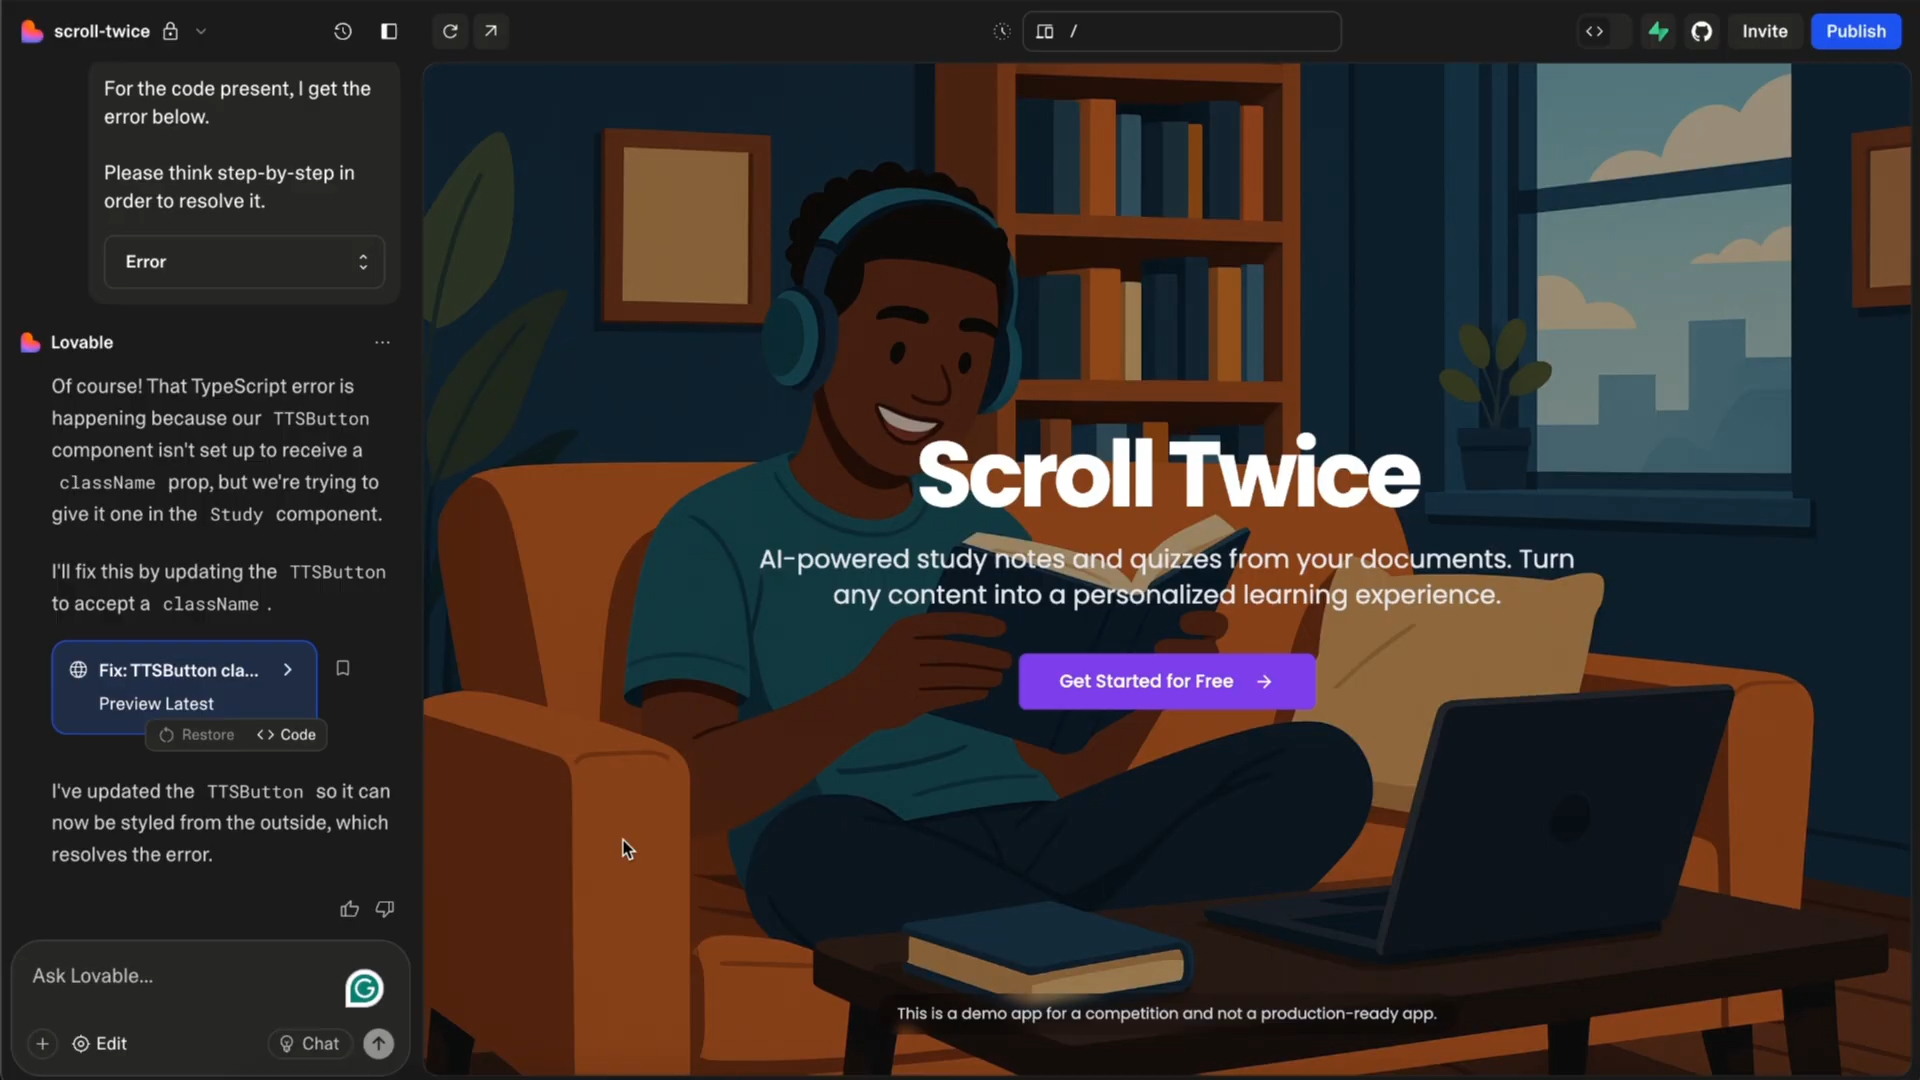 scroll-twice
/
Invite
Publish
For the code present, I get the
error below.
Please think step-by-step in
order to resolve it.
Error
Lovable
Of course! That TypeScript error is
happening because our TTSButton
component isn't set up to receive a
className prop, but we're trying to
give it one in the Study component.
I'll fix this by updating the TTSButton
to accept a className .
Fix: TTSButton cla...
Preview Latest
Restore
Code
I've updated the TTSButton so it can
now be styled from the outside, which
resolves the error.
Ask Lovable...
Edit
Chat
Scroll Twice
AI-powered study notes and quizzes from your documents. Turn
any content into a personalized learning experience.
Get Started for Free
This is a demo app for a competition and not a production-ready app.